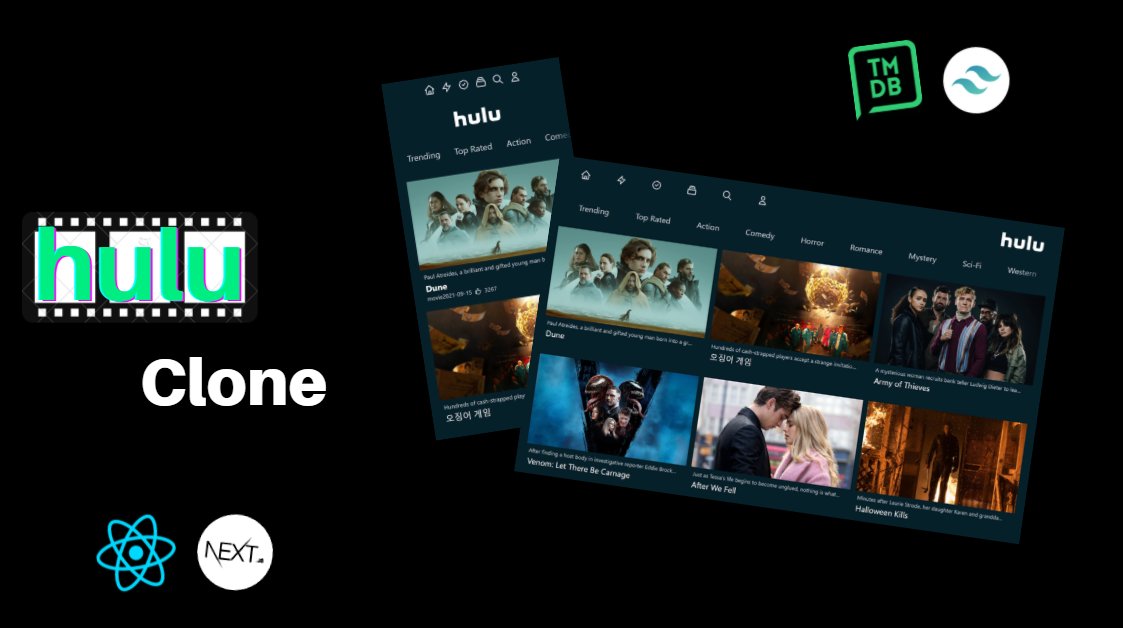 hulu
Clone
NEXT.
TM
DB
hulu
Trending Top Rated Action Come
Paul Atreides, a brilliant and gifted young man b
Dune
movie2021-09-15 3267
Hundreds of cash-strapped play
오징어 게임
hulu
Trending Top Rated Action Comedy Horror Romance Mystery Sci-Fi Western
Paul Atreides, a brilliant and gifted young man born into a gr...
Dune
Hundreds of cash-strapped players accept a strange invitatio...
오징어 게임
A mysterious woman recruits bank teller Ludwig Dieter to lea...
Army of Thieves
After finding a host body in investigative reporter Eddie Brock...
Venom: Let There Be Carnage
Just as Tessa's life begins to become unglued, nothing is what...
After We Fell
Minutes after Laurie Strode, her daughter Karen and grandda...
Halloween Kills